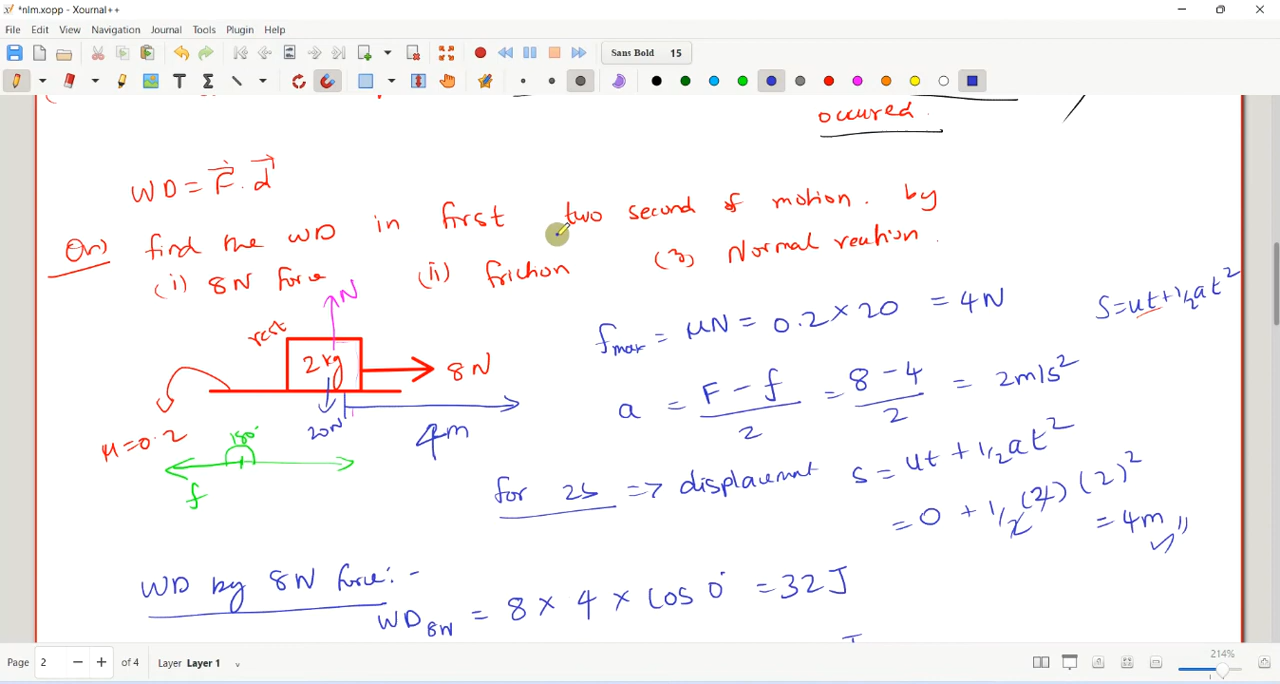 *nlm.xopp - Xournal++
File Edit View Navigation Journal Tools Plugin Help
Sans Bold 15
occured.
WD = F⃗ . d⃗
Qn) find the WD in first two second of motion. by
(i) 8N force (ii) friction (3) Normal reaction.
rest
N
2kg
8N
20N
4m
μ=0.2
180°
f
fmax = μN = 0.2 × 20 = 4N
S=ut+1/2at²
a = F - f / 2 = 8 - 4 / 2 = 2m/s²
for 2s => displacemat s = ut + 1/2at²
= 0 + 1/2 (2) (2)² = 4m
WD by 8N force: -
WD8N = 8 × 4 × Cos 0° = 32J
Page 2 of 4 Layer Layer 1 214%